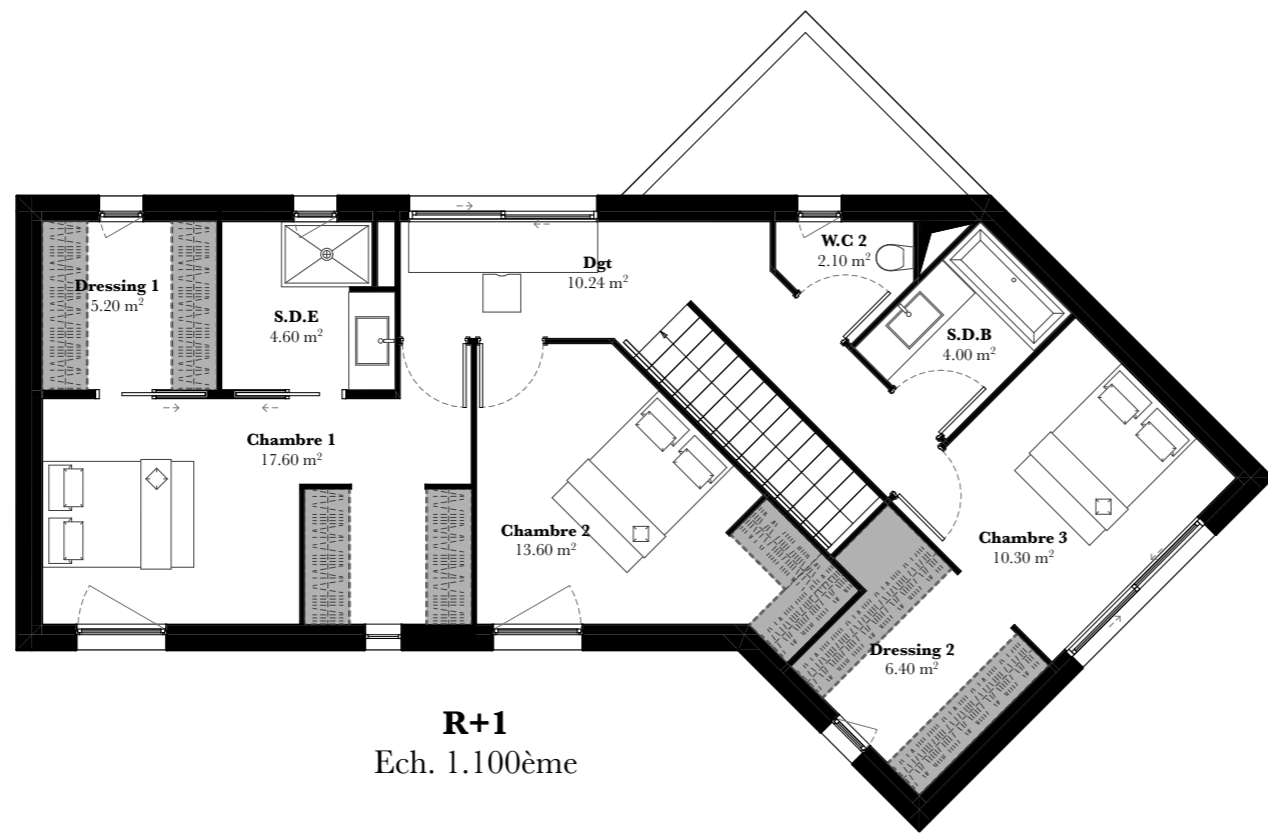 W.C 2
2.10 m²
Dgt
10.24 m²
Dressing 1
5.20 m²
S.D.E
4.60 m²
S.D.B
4.00 m²
Chambre 1
17.60 m²
Chambre 2
13.60 m²
Chambre 3
10.30 m²
Dressing 2
6.40 m²
R+1
Ech. 1.100ème